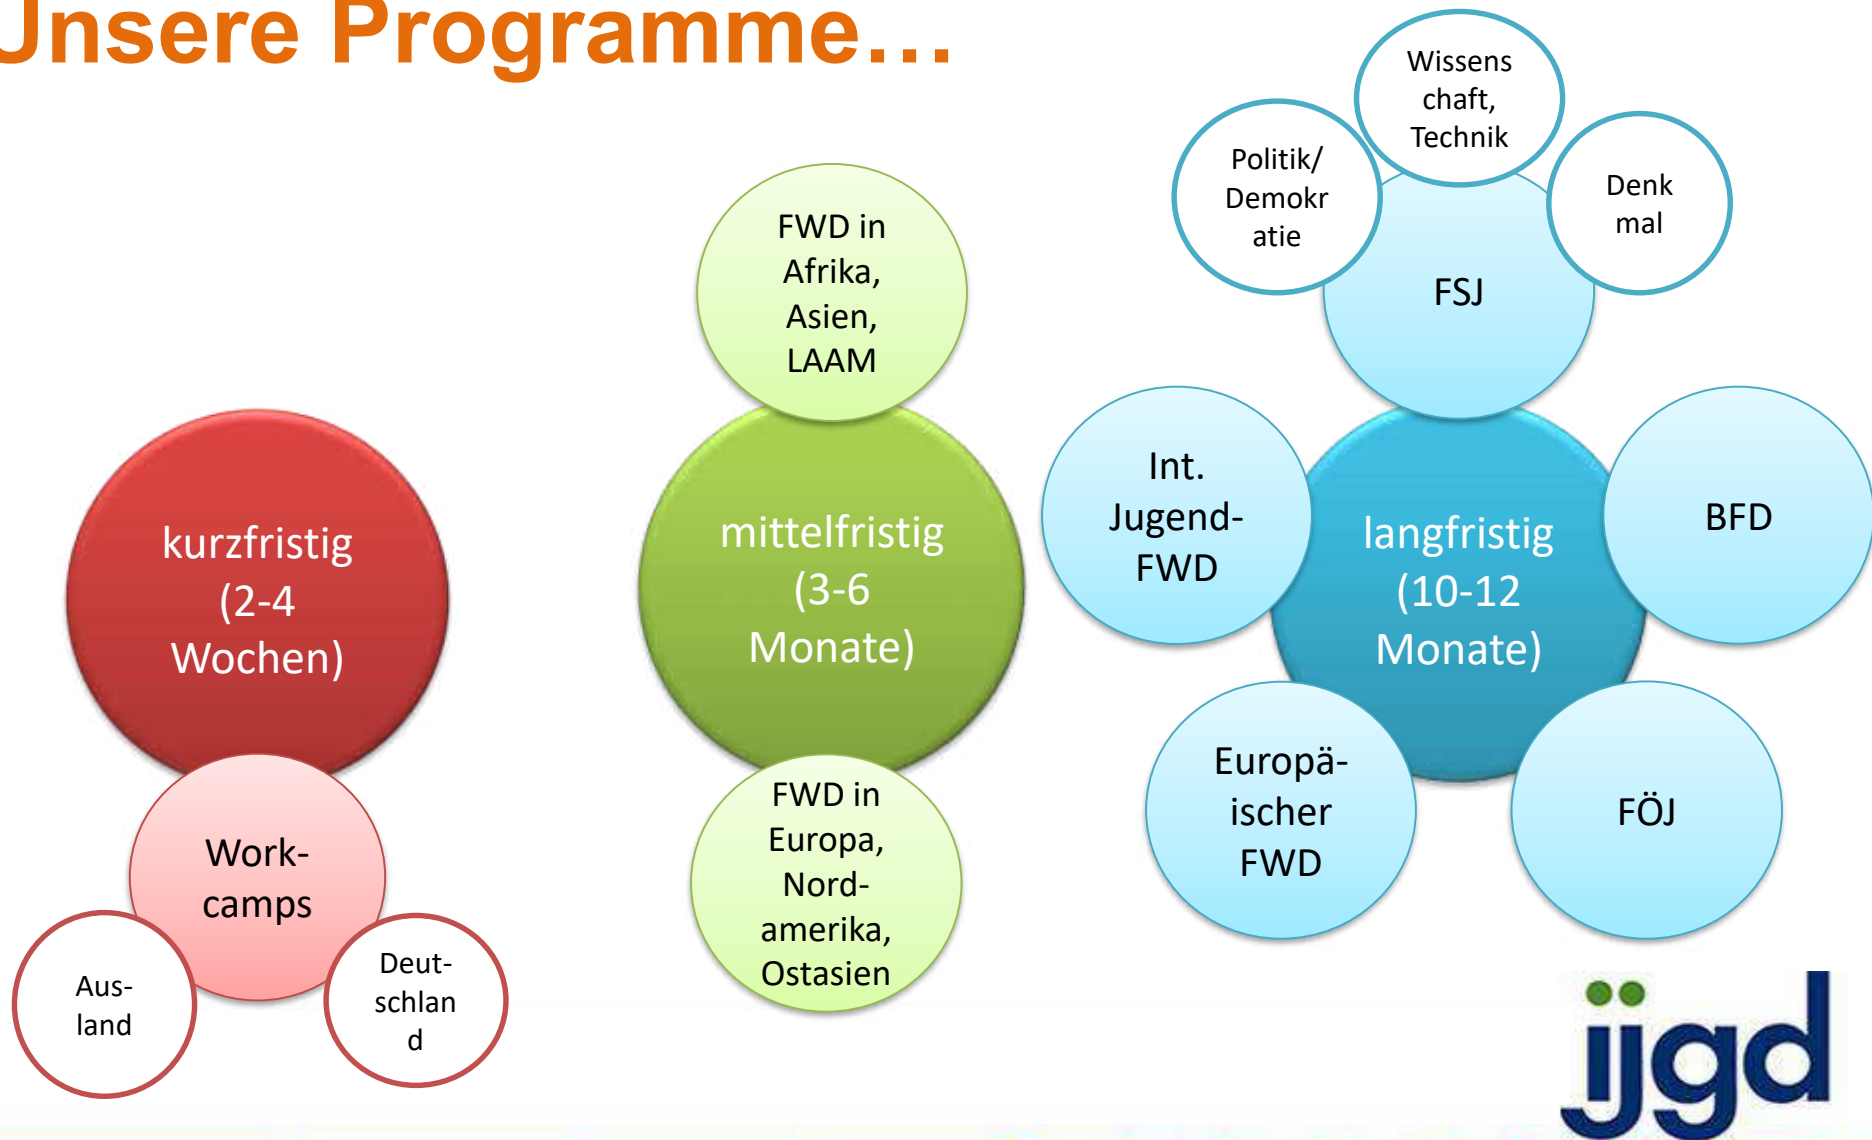 Unsere Programme…
kurzfristig
(2-4
Wochen)
Work-
camps
Aus-
land
Deut-
schlan
d
FWD in
Afrika,
Asien,
LAAM
mittelfristig
(3-6
Monate)
FWD in
Europa,
Nord-
amerika,
Ostasien
Wissens
chaft,
Technik
Politik/
Demokr
atie
Denk
mal
FSJ
Int.
Jugend-
FWD
langfristig
(10-12
Monate)
BFD
Europä-
ischer
FWD
FÖJ
ijgd